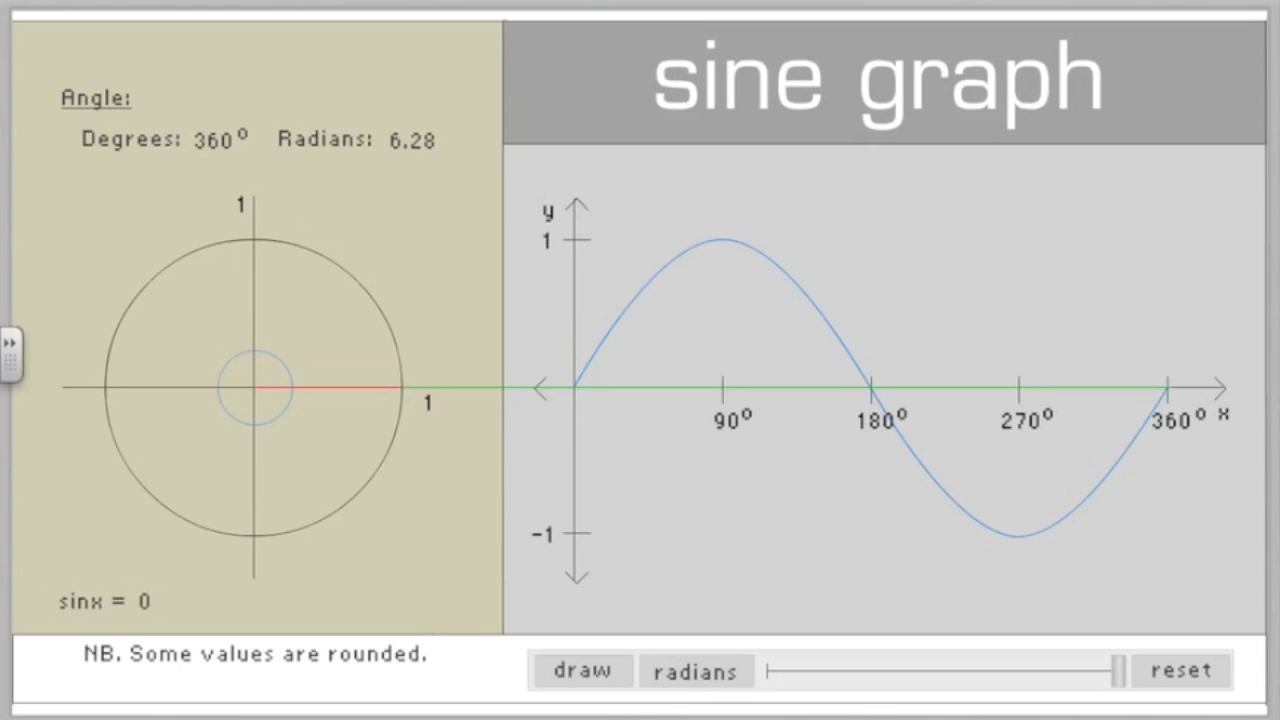 sine graph
Angle:
Degrees: 360° Radians: 6.28
1
1
y
1
-1
90° 180° 270° 360° x
sinx = 0
NB. Some values are rounded.
draw radians reset